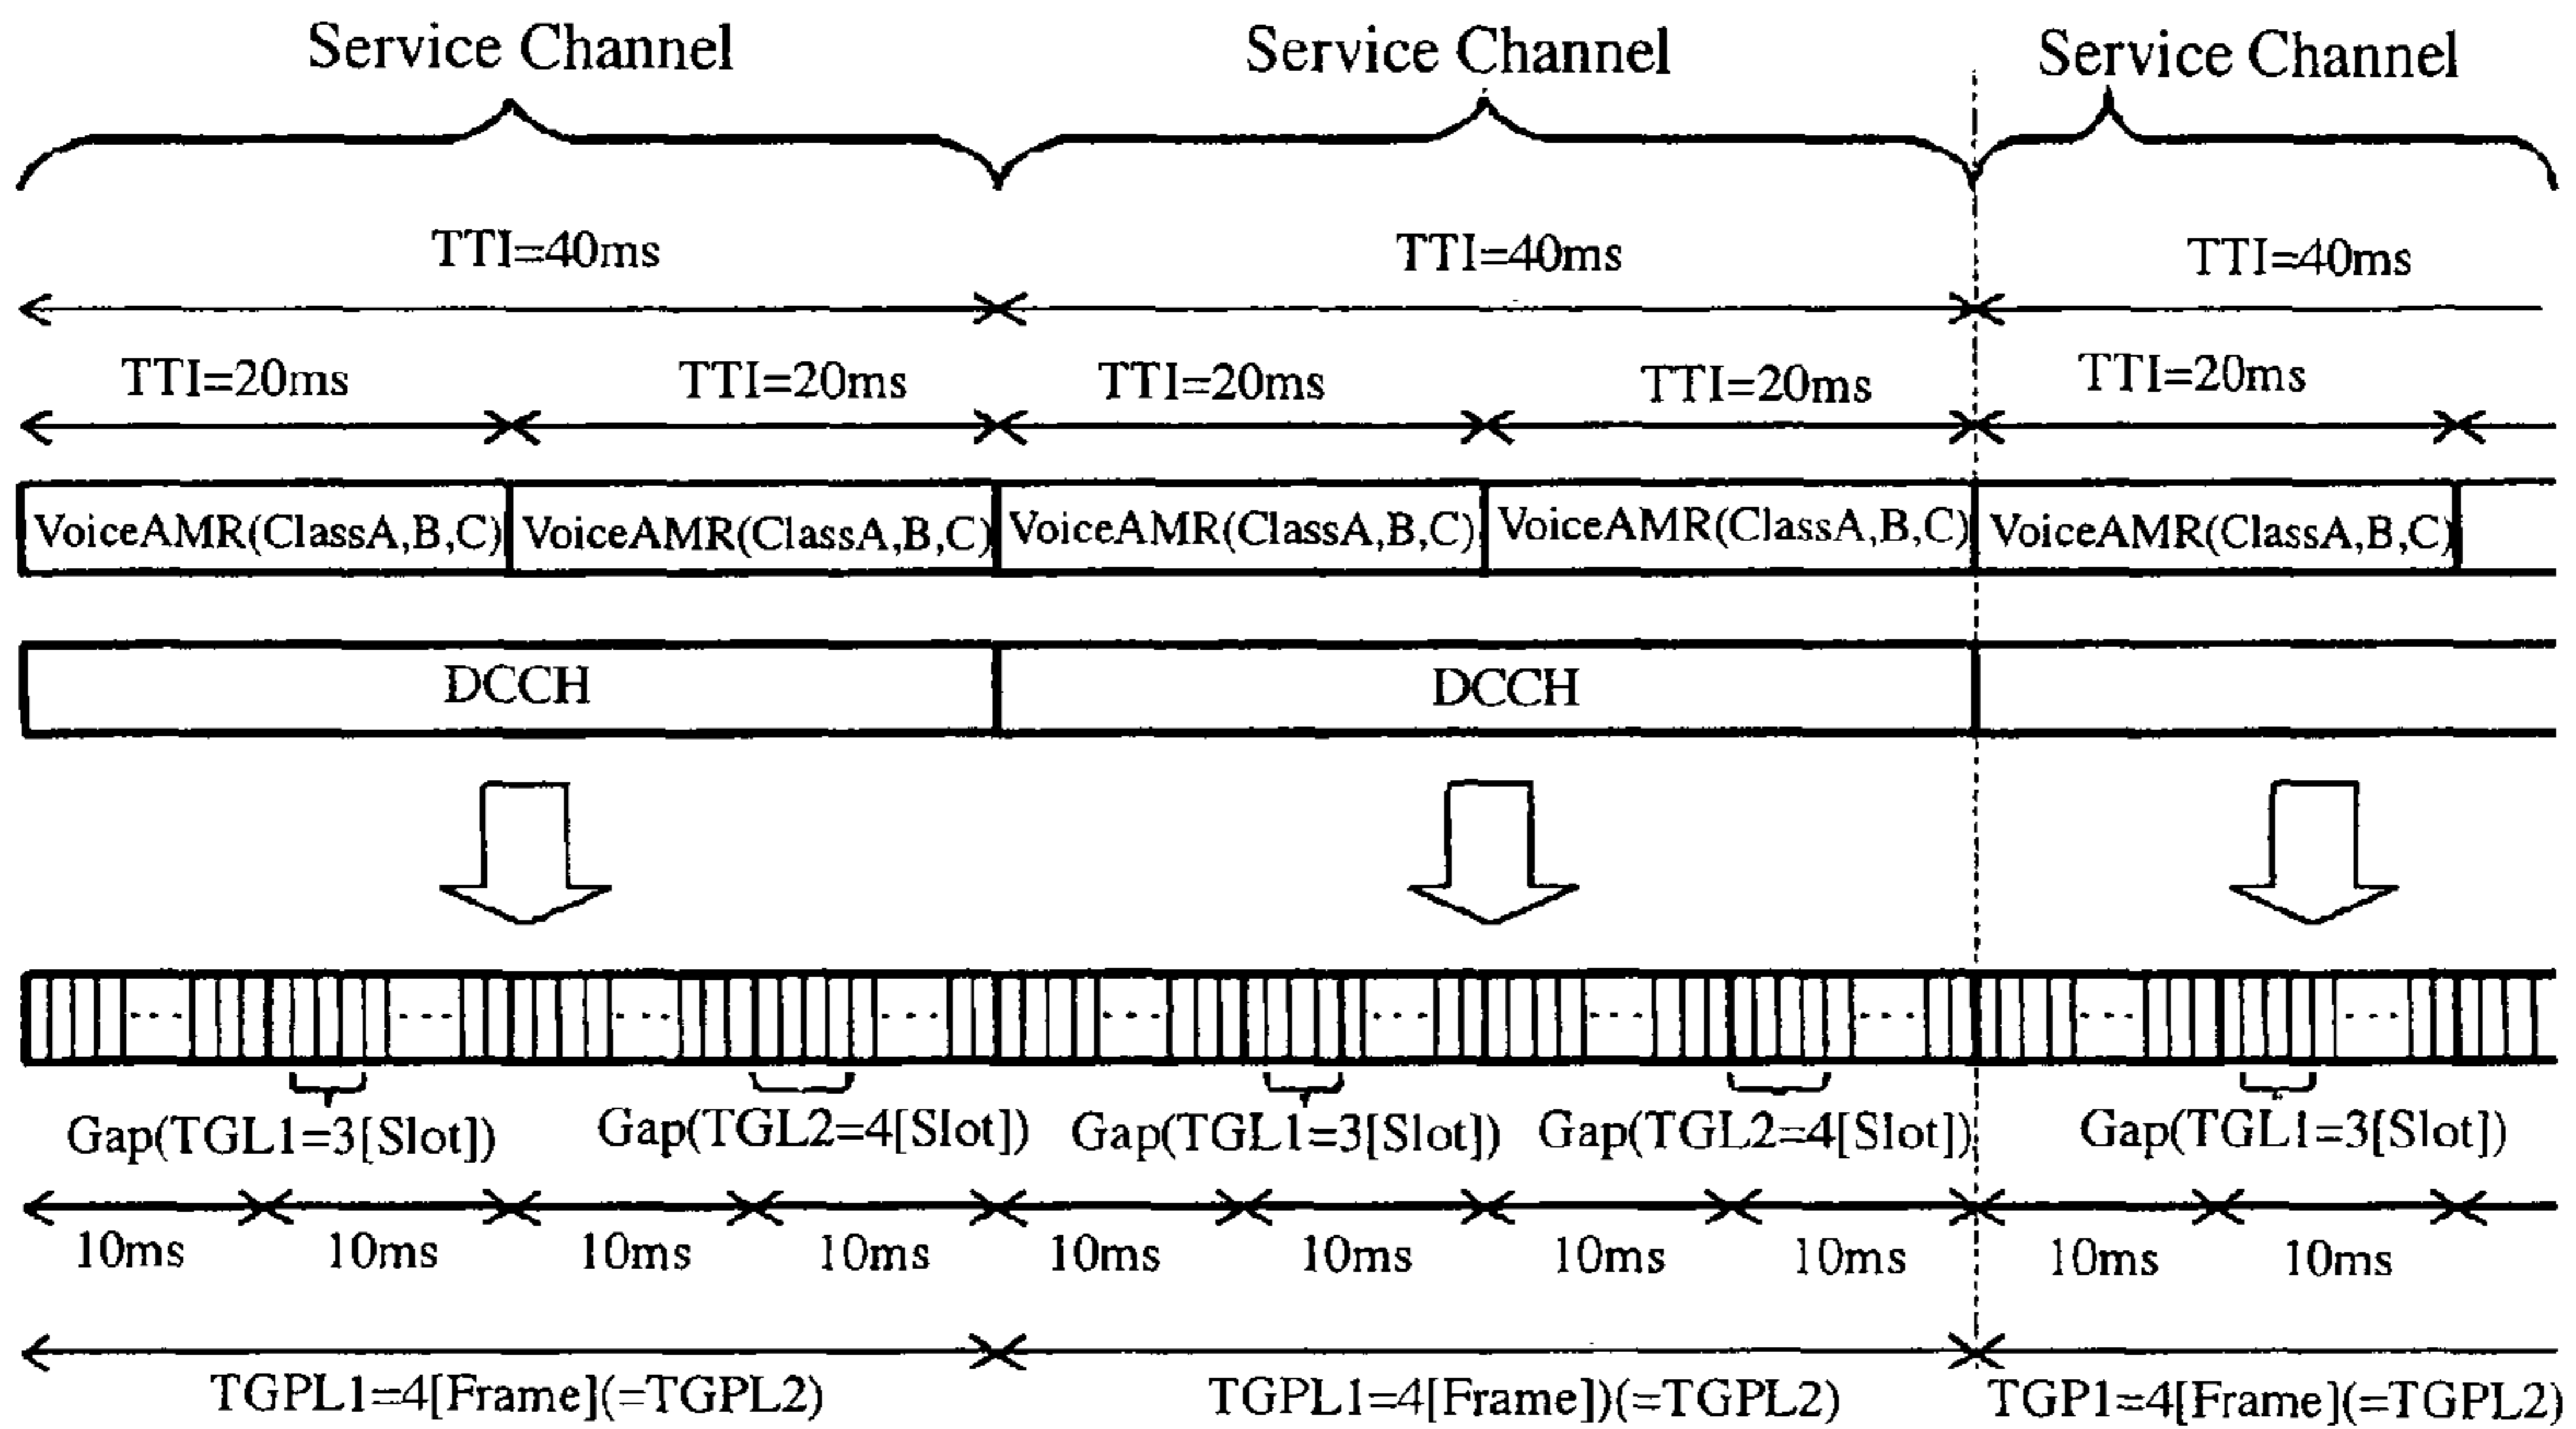 Service Channel Service Channel Service Channel
TTI=40ms TTI=40ms TTI=40ms
TTI=20ms TTI=20ms TTI=20ms TTI=20ms TTI=20ms
VoiceAMR(ClassA,B,C) VoiceAMR(ClassA,B,C) VoiceAMR(ClassA,B,C) VoiceAMR(ClassA,B,C) VoiceAMR(ClassA,B,C)
DCCH DCCH
Gap(TGL1=3[Slot]) Gap(TGL2=4[Slot]) Gap(TGL1=3[Slot]) Gap(TGL2=4[Slot]) Gap(TGL1=3[Slot])
10ms 10ms 10ms 10ms 10ms 10ms 10ms 10ms 10ms 10ms
TGPL1=4[Frame](=TGPL2) TGPL1=4[Frame])(=TGPL2) TGP1=4[Frame](=TGPL2)